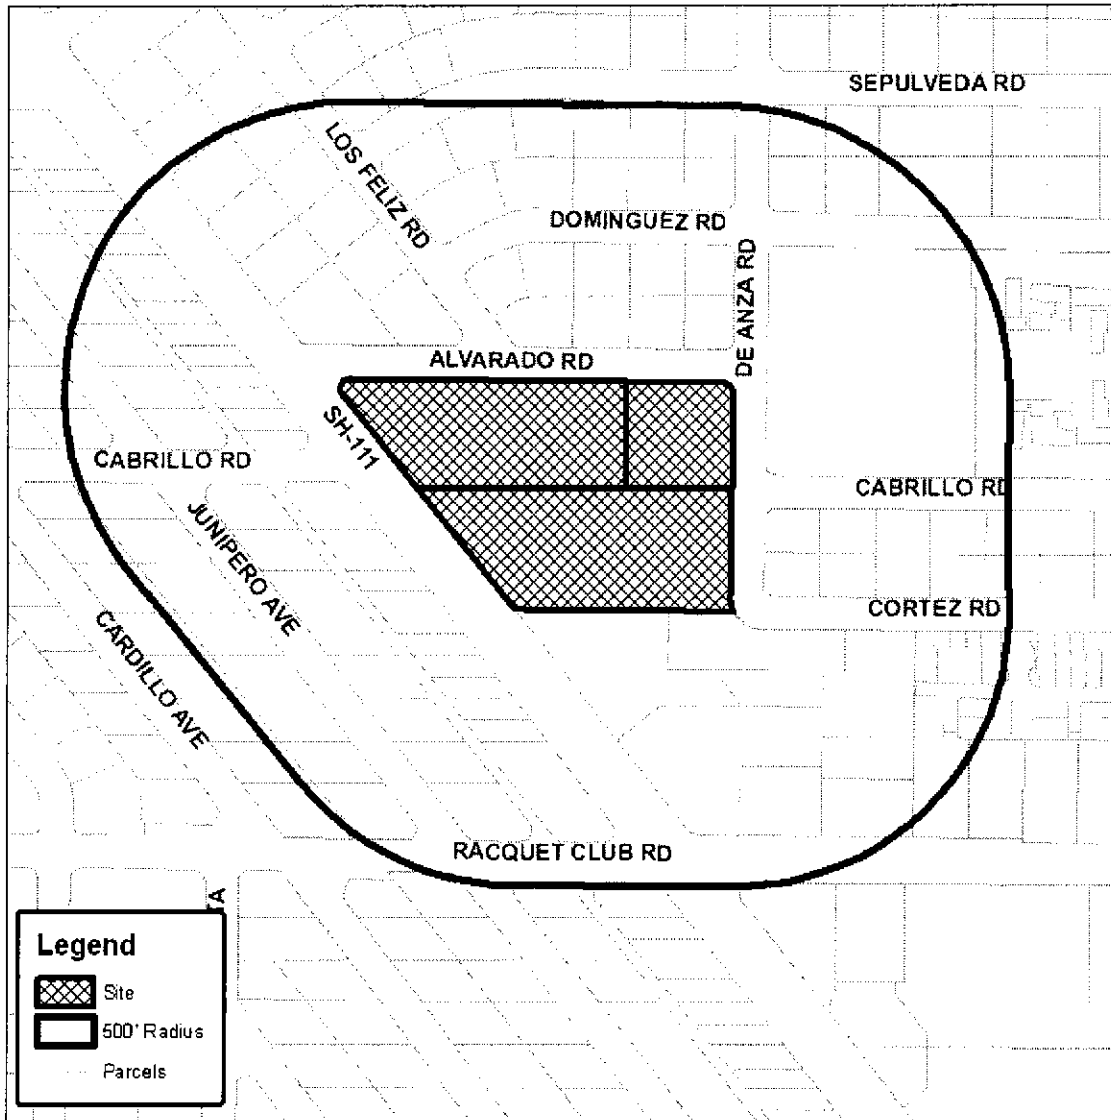 SEPULVEDA RD
LOS FELIZ RD
DOMINGUEZ RD
DE ANZA RD
ALVARADO RD
SH-111
CABRILLO RD
CABRILLO RD
JUNIPERO AVE
CORTEZ RD
CARDILLO AVE
RACQUET CLUB RD
Legend
Site
500' Radius
Parcels